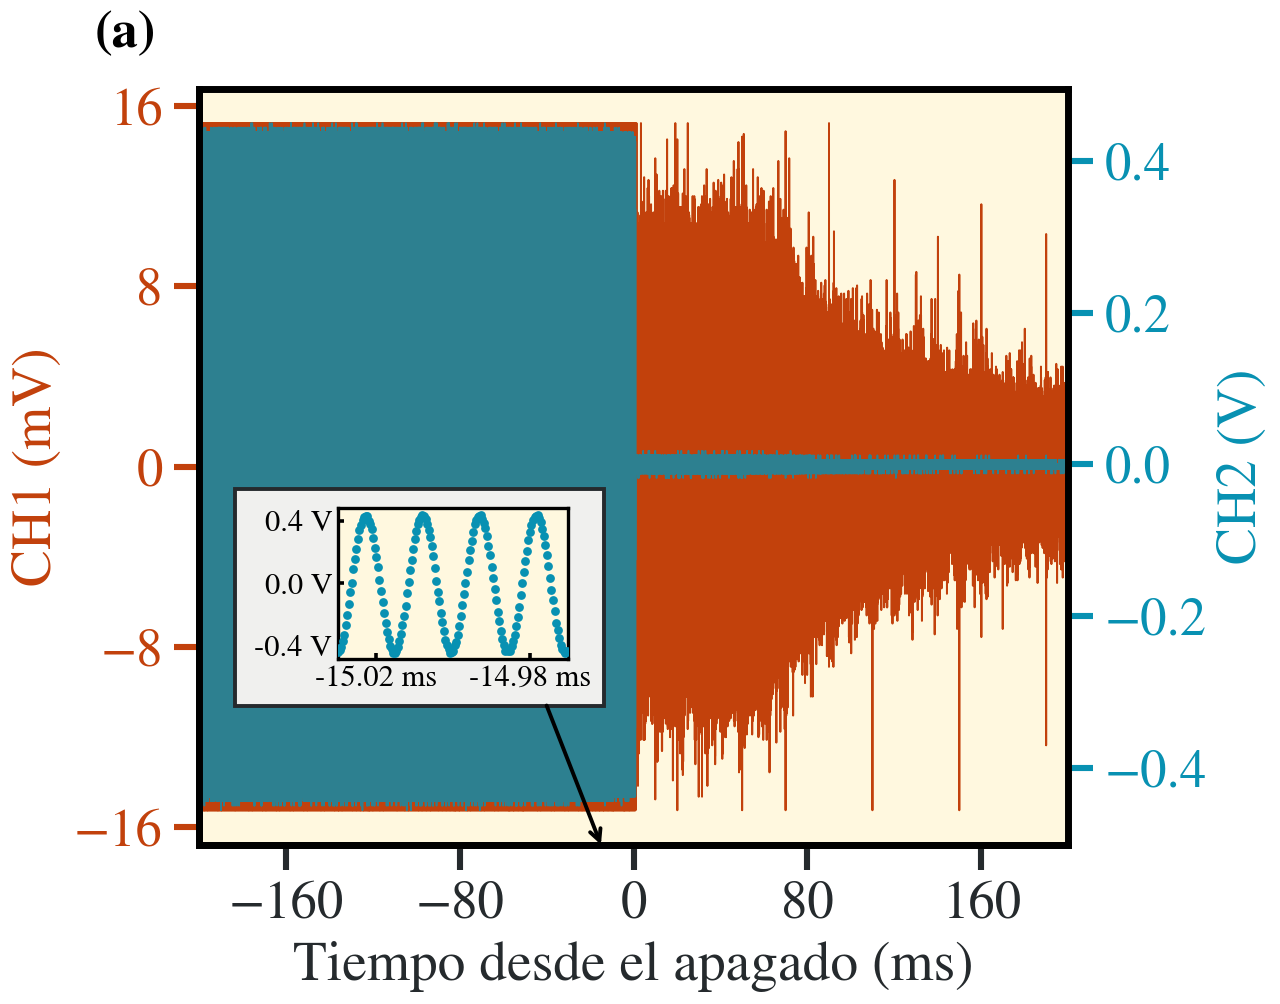 (a)
16
8
0
−8
−16
CH1 (mV)
0.4
0.2
0.0
−0.2
−0.4
CH2 (V)
0.4 V
0.0 V
-0.4 V
-15.02 ms
-14.98 ms
−160
−80
0
80
160
Tiempo desde el apagado (ms)